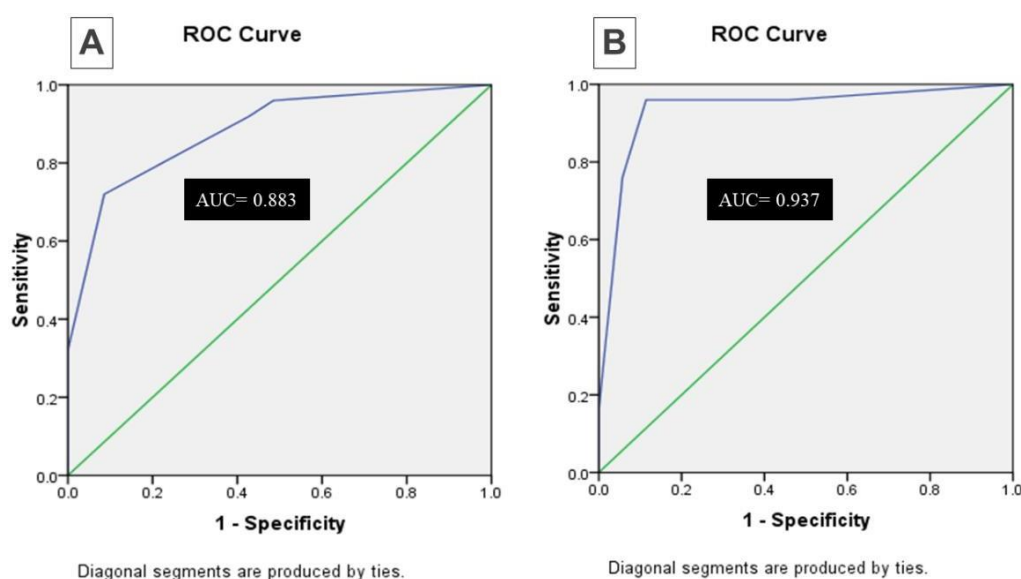 A
ROC Curve
1.0
0.8
0.6
0.4
0.2
0.0
Sensitivity
AUC= 0.883
0.0 0.2 0.4 0.6 0.8 1.0
1 - Specificity
Diagonal segments are produced by ties.
B
ROC Curve
1.0
0.8
0.6
0.4
0.2
0.0
Sensitivity
AUC= 0.937
0.0 0.2 0.4 0.6 0.8 1.0
1 - Specificity
Diagonal segments are produced by ties.